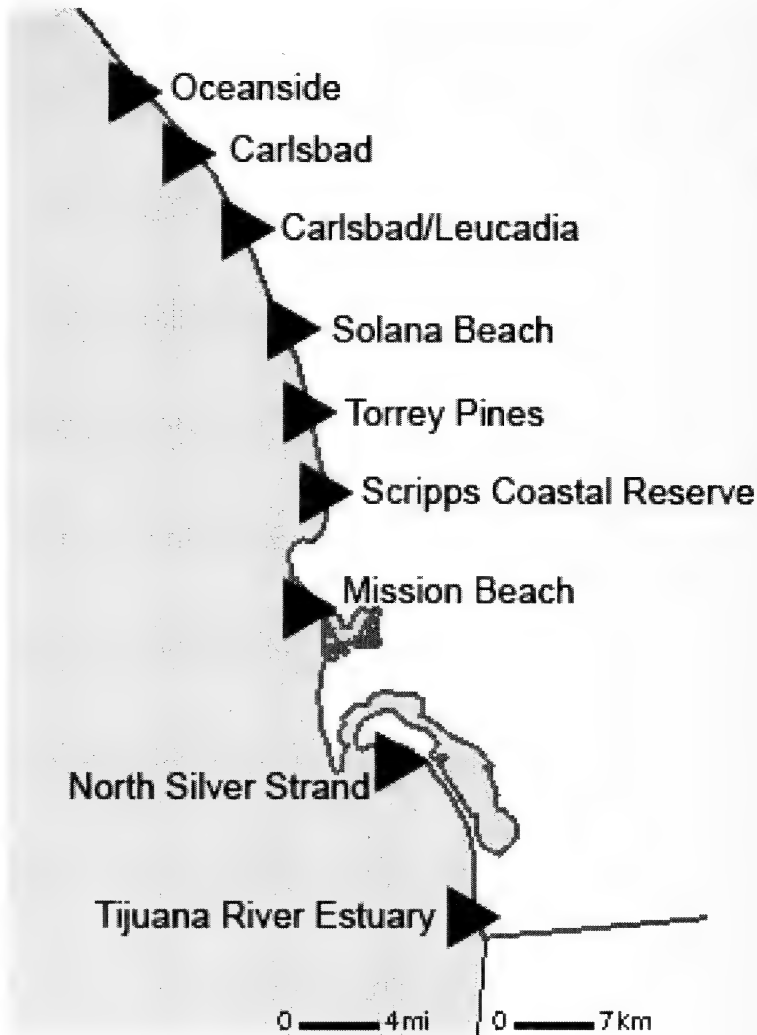 Oceanside
Carlsbad
Carlsbad/Leucadia
Solana Beach
Torrey Pines
Scripps Coastal Reserve
Mission Beach
North Silver Strand
Tijuana River Estuary
0 4 mi 0 7 km